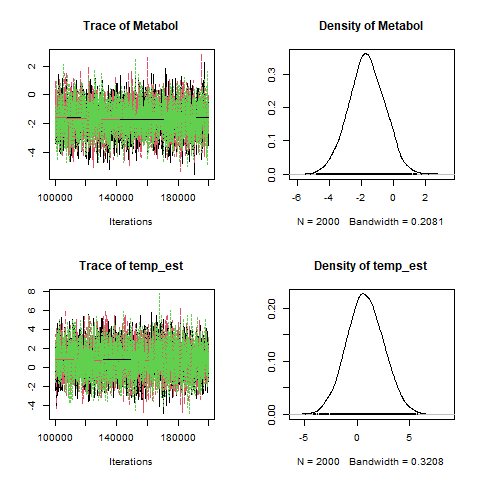 Trace of Metabol
2
0
-2
-4
100000 140000 180000
Iterations
Density of Metabol
0.3
0.2
0.1
0.0
-6 -4 -2 0 2
N = 2000 Bandwidth = 0.2081
Trace of temp_est
8
6
4
2
0
-2
-4
100000 140000 180000
Iterations
Density of temp_est
0.20
0.10
0.00
-5 0 5
N = 2000 Bandwidth = 0.3208